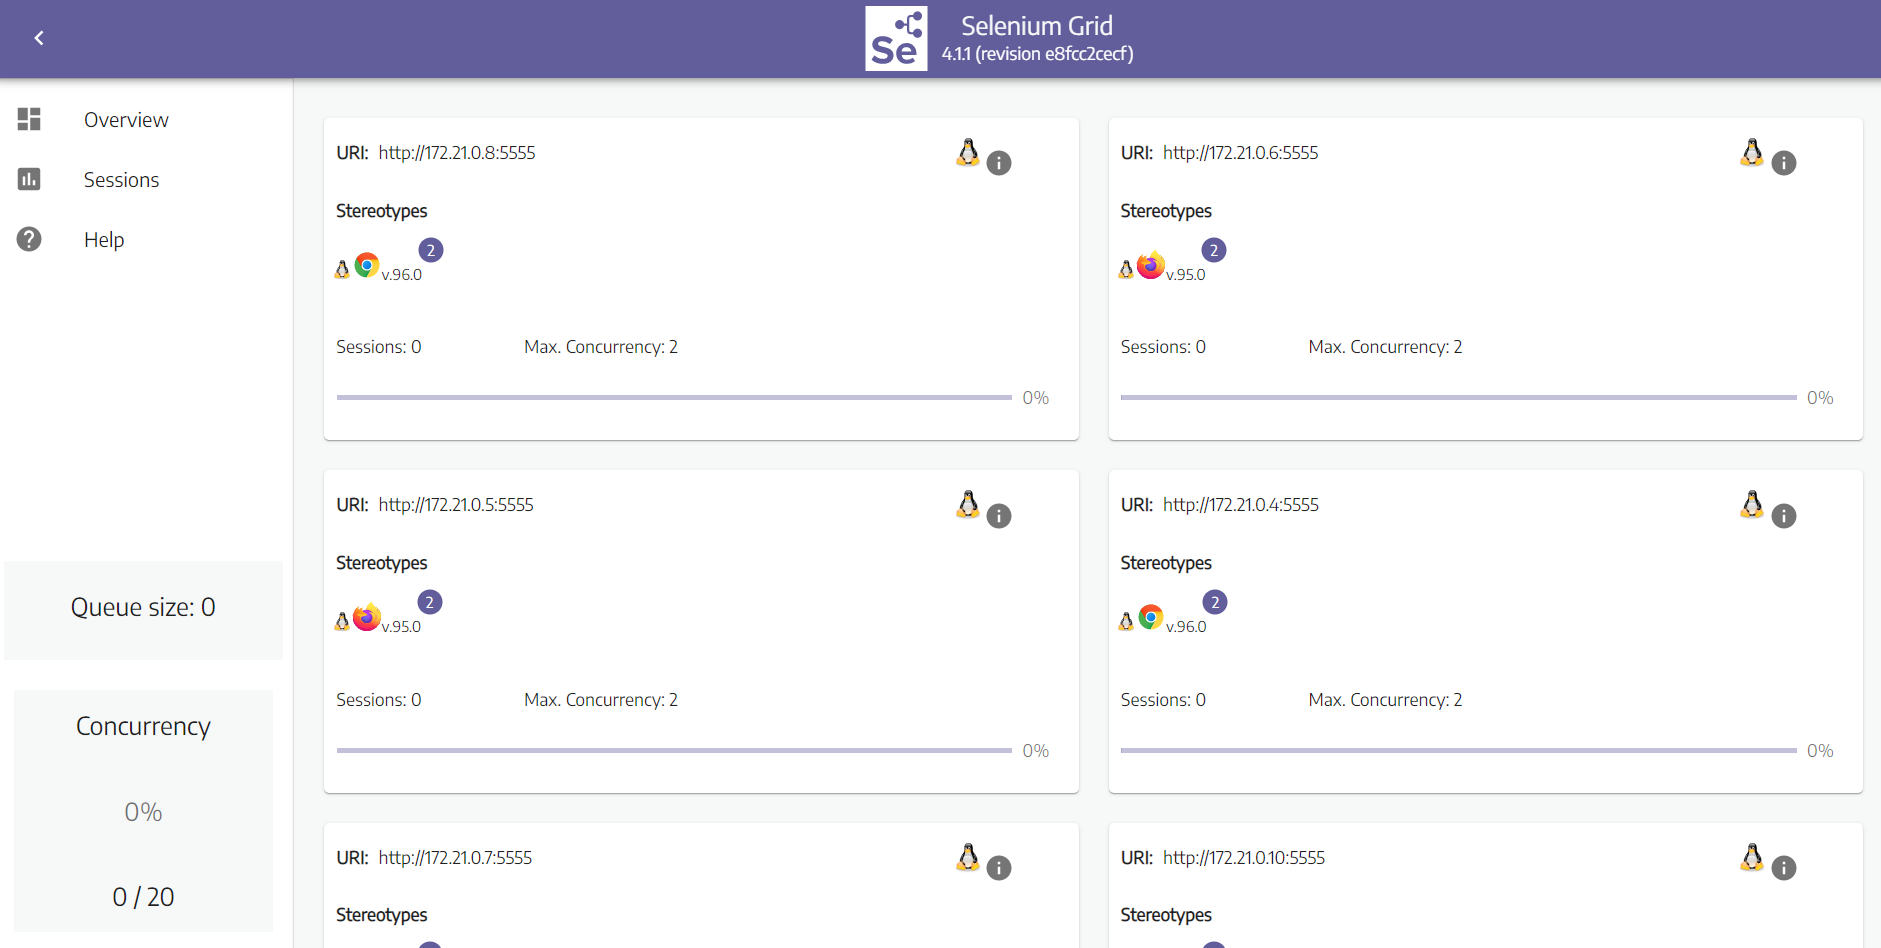 Se
Selenium Grid
4.1.1 (revision e8fcc2cecf)
Overview
Sessions
Help
Queue size: 0
Concurrency
0%
0 / 20
URI: http://172.21.0.8:5555
Stereotypes
2
v.96.0
Sessions: 0 Max. Concurrency: 2
0%
URI: http://172.21.0.6:5555
Stereotypes
2
v.95.0
Sessions: 0 Max. Concurrency: 2
0%
URI: http://172.21.0.5:5555
Stereotypes
2
v.95.0
Sessions: 0 Max. Concurrency: 2
0%
URI: http://172.21.0.4:5555
Stereotypes
2
v.96.0
Sessions: 0 Max. Concurrency: 2
0%
URI: http://172.21.0.7:5555
Stereotypes
URI: http://172.21.0.10:5555
Stereotypes